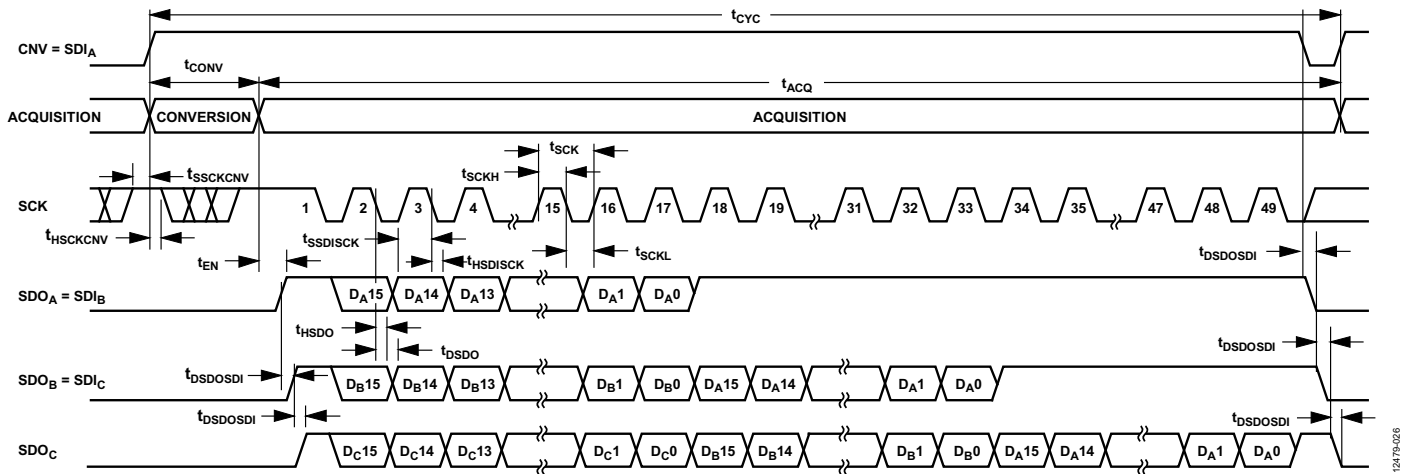 tCYC
CNV = SDIA
tCONV
tACQ
ACQUISITION CONVERSION ACQUISITION
tSCK
tSSCKCNV
tSCKH
SCK 1 2 3 4 15 16 17 18 19 31 32 33 34 35 47 48 49
tHSCKCNV
tSSDISCK
tEN
tHSDISCK
tSCKL
tDSDOSDI
SDOA = SDIB DA15 DA14 DA13 DA1 DA0
tHSDO
tDSDO
tDSDOSDI
SDOB = SDIC DB15 DB14 DB13 DB1 DB0 DA15 DA14 DA1 DA0
tDSDOSDI
tDSDOSDI
tDSDOSDI
SDOC DC15 DC14 DC13 DC1 DC0 DB15 DB14 DB1 DB0 DA15 DA14 DA1 DA0
12479-026